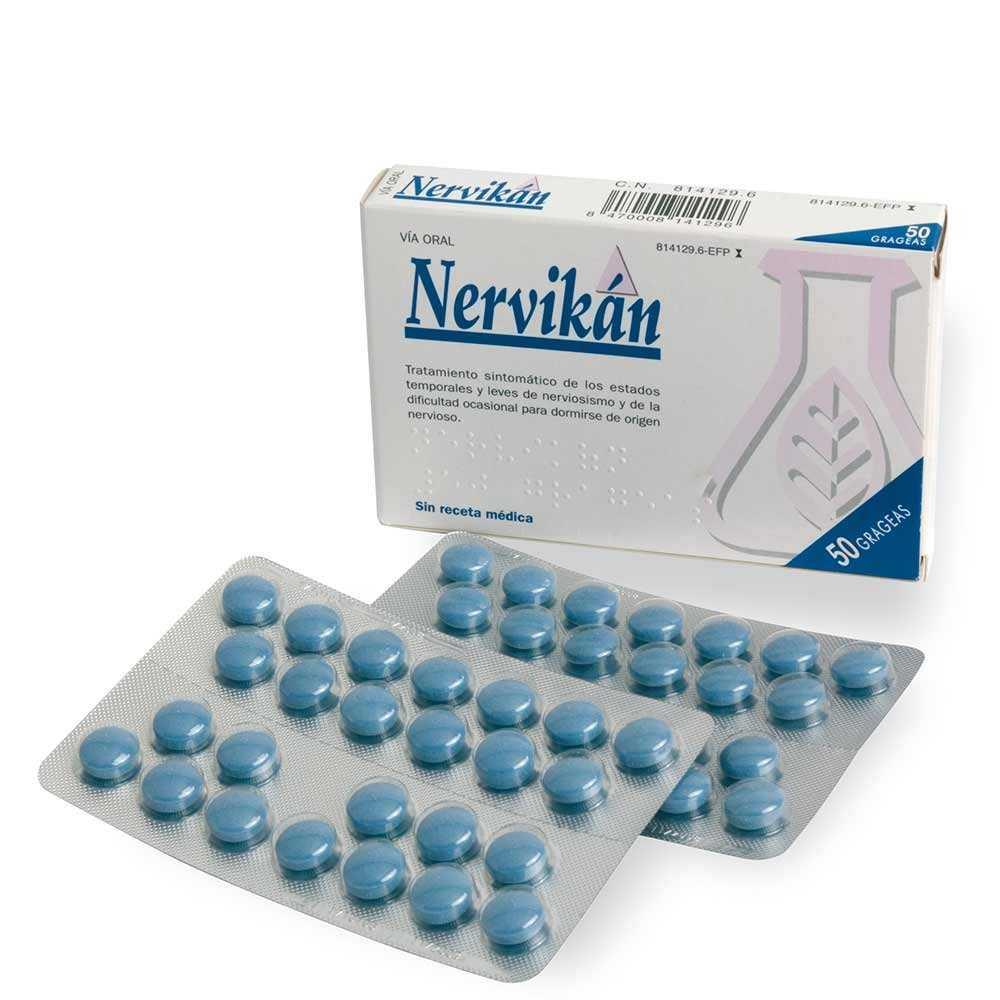 VÍA ORAL
Nervikán
C.N. 814129.6
8 470008 141296
814129.6-EFP
50
GRAGEAS
VÍA ORAL
814129.6-EFP
Nervikán
Tratamiento sintomático de los estados
temporales y leves de nerviosismo y de la
dificultad ocasional para dormirse de origen
nervioso.
Sin receta médica
50 GRAGEAS